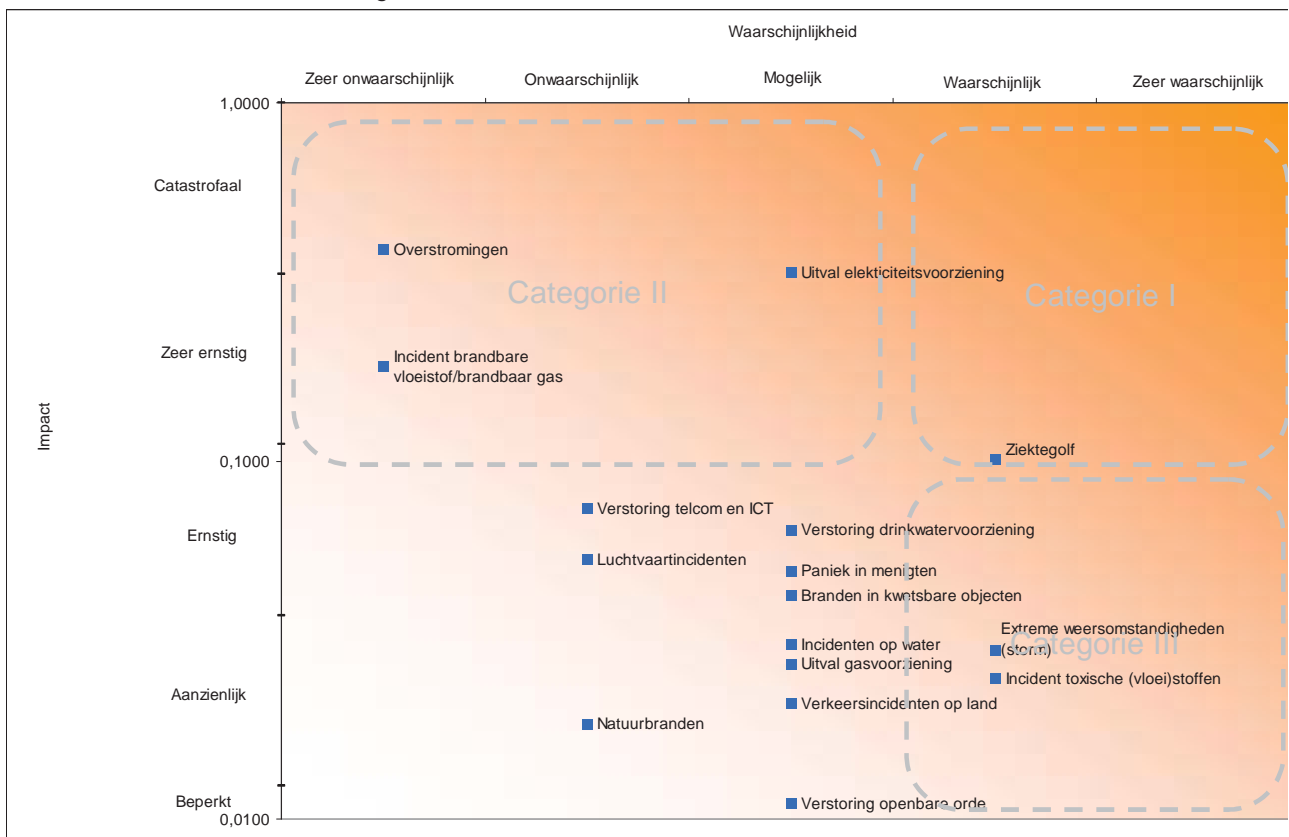 Waarschijnlijkheid
Zeer onwaarschijnlijk
Onwaarschijnlijk
Mogelijk
Waarschijnlijk
Zeer waarschijnlijk
1,0000
Catastrofaal
Overstromingen
Uitval elekticiteitsvoorziening
Categorie II
Categorie I
Zeer ernstig
Incident brandbare
vloeistof/brandbaar gas
Impact
Ziektegolf
0,1000
Verstoring telcom en ICT
Verstoring drinkwatervoorziening
Ernstig
Luchtvaartincidenten
Paniek in menigten
Branden in kwetsbare objecten
Extreme weersomstandigheden
(storm)
Categorie III
Incidenten op water
Uitval gasvoorziening
Incident toxische (vloei)stoffen
Aanzienlijk
Verkeersincidenten op land
Natuurbranden
Beperkt
Verstoring openbare orde
0,0100